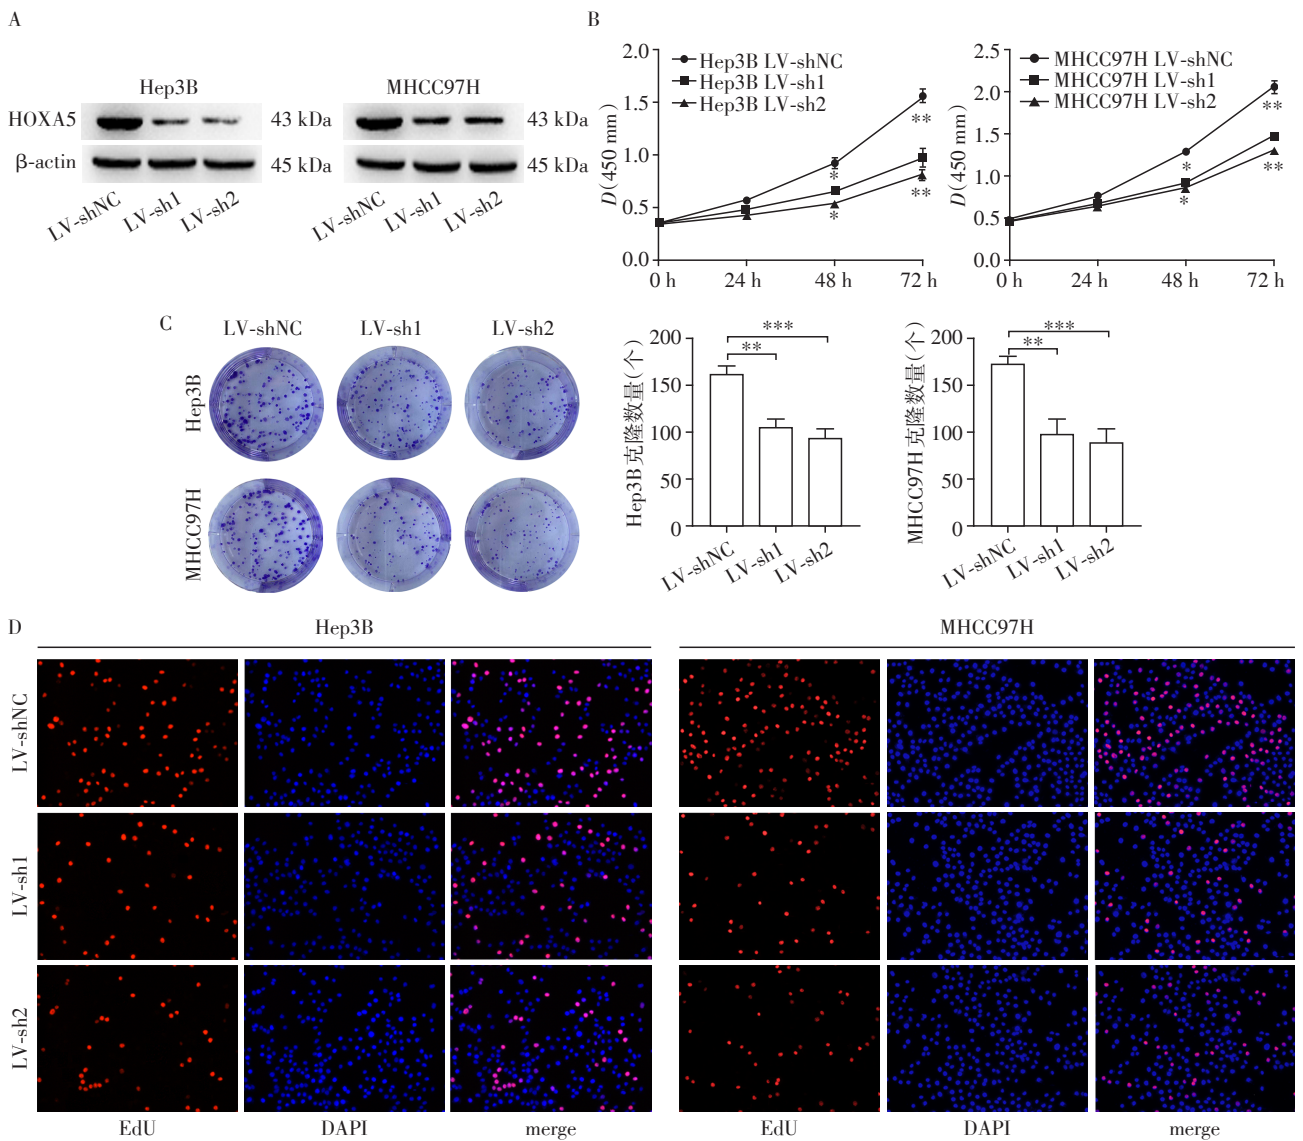 A
Hep3B
MHCC97H
HOXA5
43 kDa
43 kDa
β-actin
45 kDa
45 kDa
LV-shNC
LV-sh1
LV-sh2
LV-shNC
LV-sh1
LV-sh2
B
D(450 mm)
2.0
1.5
1.0
0.5
0.0
Hep3B LV-shNC
Hep3B LV-sh1
Hep3B LV-sh2
**
*
**
*
0 h
24 h
48 h
72 h
D(450 mm)
2.5
2.0
1.5
1.0
0.5
0.0
MHCC97H LV-shNC
MHCC97H LV-sh1
MHCC97H LV-sh2
**
*
**
*
0 h
24 h
48 h
72 h
C
LV-shNC
LV-sh1
LV-sh2
Hep3B
MHCC97H
Hep3B克隆数量(个)
200
150
100
50
0
***
**
LV-shNC
LV-sh1
LV-sh2
MHCC97H 克隆数量(个)
200
150
100
50
0
***
**
LV-shNC
LV-sh1
LV-sh2
D
Hep3B
MHCC97H
LV-shNC
LV-sh1
LV-sh2
EdU
DAPI
merge
EdU
DAPI
merge